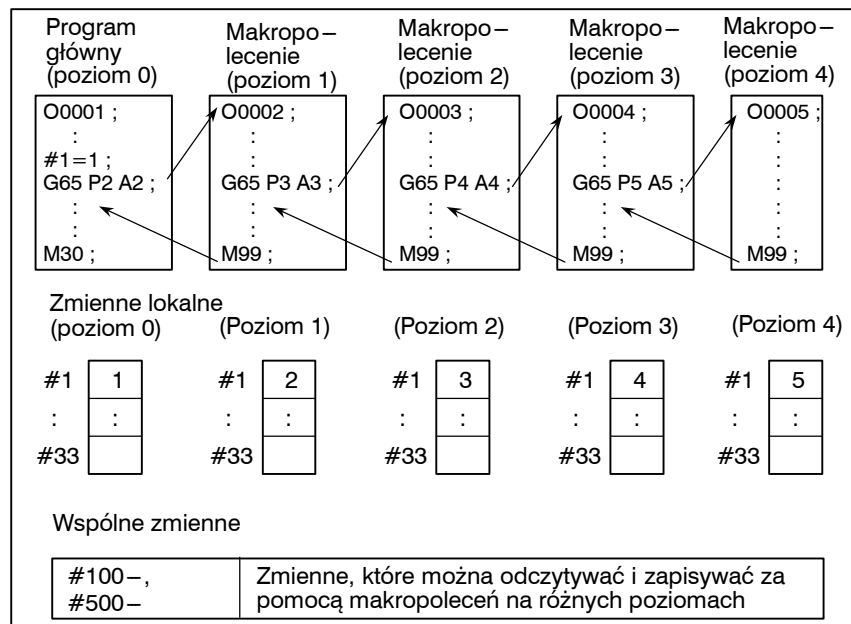 Program
główny
(poziom 0)
Makropo–
lecenie
(poziom 1)
Makropo–
lecenie
(poziom 2)
Makropo–
lecenie
(poziom 3)
Makropo–
lecenie
(poziom 4)
O0001 ;
:
#1=1 ;
G65 P2 A2 ;
:
:
M30 ;
O0002 ;
:
:
G65 P3 A3 ;
:
:
M99 ;
O0003 ;
:
:
G65 P4 A4 ;
:
:
M99 ;
O0004 ;
:
:
G65 P5 A5 ;
:
:
M99 ;
O0005 ;
:
:
:
:
:
M99 ;
Zmienne lokalne
(poziom 0) (Poziom 1) (Poziom 2) (Poziom 3) (Poziom 4)
#1 1 #1 2 #1 3 #1 4 #1 5
: : : : : : : : : :
#33 #33 #33 #33 #33
Wspólne zmienne
#100–, Zmienne, które można odczytywać i zapisywać za
#500– pomocą makropoleceń na różnych poziomach